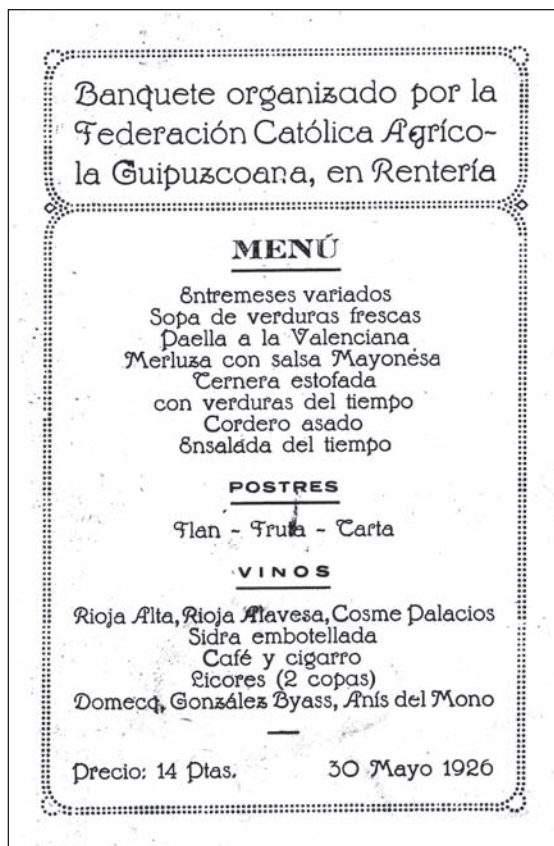 Banquete organizado por la
Federación Católica Agríco-
la Guipuzcoana, en Rentería
MENÚ
Entremeses variados
Sopa de verduras frescas
Paella a la Valenciana
Merluza con salsa Mayonesa
Ternera estofada
con verduras del tiempo
Cordero asado
Ensalada del tiempo
POSTRES
Flan - Fruta - Tarta
VINOS
Rioja Alta, Rioja Alavesa, Cosme Palacios
Sidra embotellada
Café y cigarro
Licores (2 copas)
Domecq, González Byass, Anís del Mono
Precio: 14 Ptas. 30 Mayo 1926